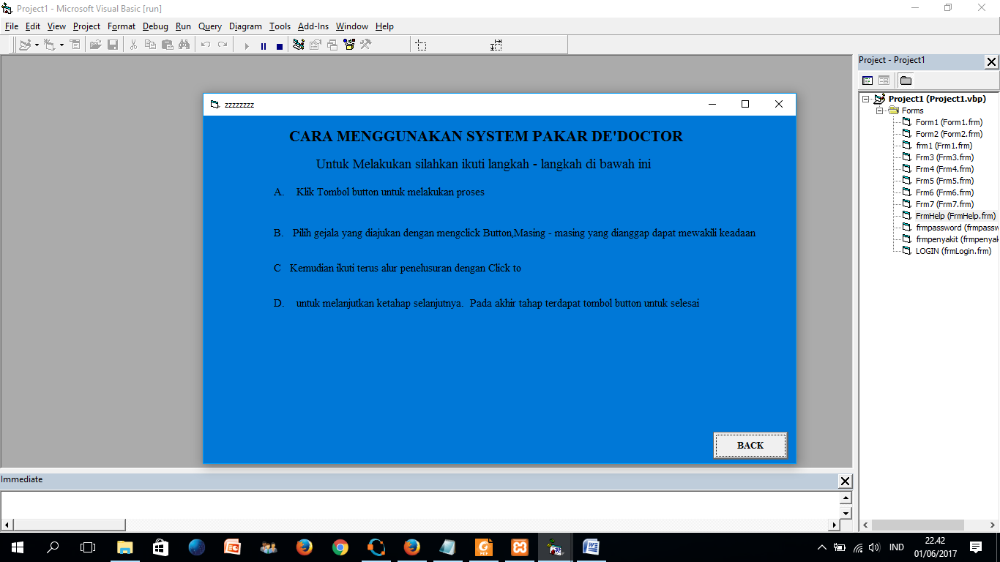 Project1 - Microsoft Visual Basic [run]
File Edit View Project Format Debug Run Query Diagram Tools Add-Ins Window Help
Project - Project1
Project1 (Project1.vbp)
Forms
Form1 (Form1.frm)
Form2 (Form2.frm)
frm1 (Frm1.frm)
Frm3 (Frm3.frm)
Frm4 (Frm4.frm)
Frm5 (Frm5.frm)
Frm6 (Frm6.frm)
Frm7 (Frm7.frm)
FrmHelp (FrmHelp.frm)
frmpassword (frmpassw
frmpenyakit (frmpenyak
LOGIN (frmLogin.frm)
zzzzzzzz
CARA MENGGUNAKAN SYSTEM PAKAR DE'DOCTOR
Untuk Melakukan silahkan ikuti langkah - langkah di bawah ini
A. Klik Tombol button untuk melakukan proses
B. Pilih gejala yang diajukan dengan mengclick Button,Masing - masing yang dianggap dapat mewakili keadaan
C Kemudian ikuti terus alur penelusuran dengan Click to
D. untuk melanjutkan ketahap selanjutnya. Pada akhir tahap terdapat tombol button untuk selesai
BACK
Immediate
IND
22.42
01/06/2017